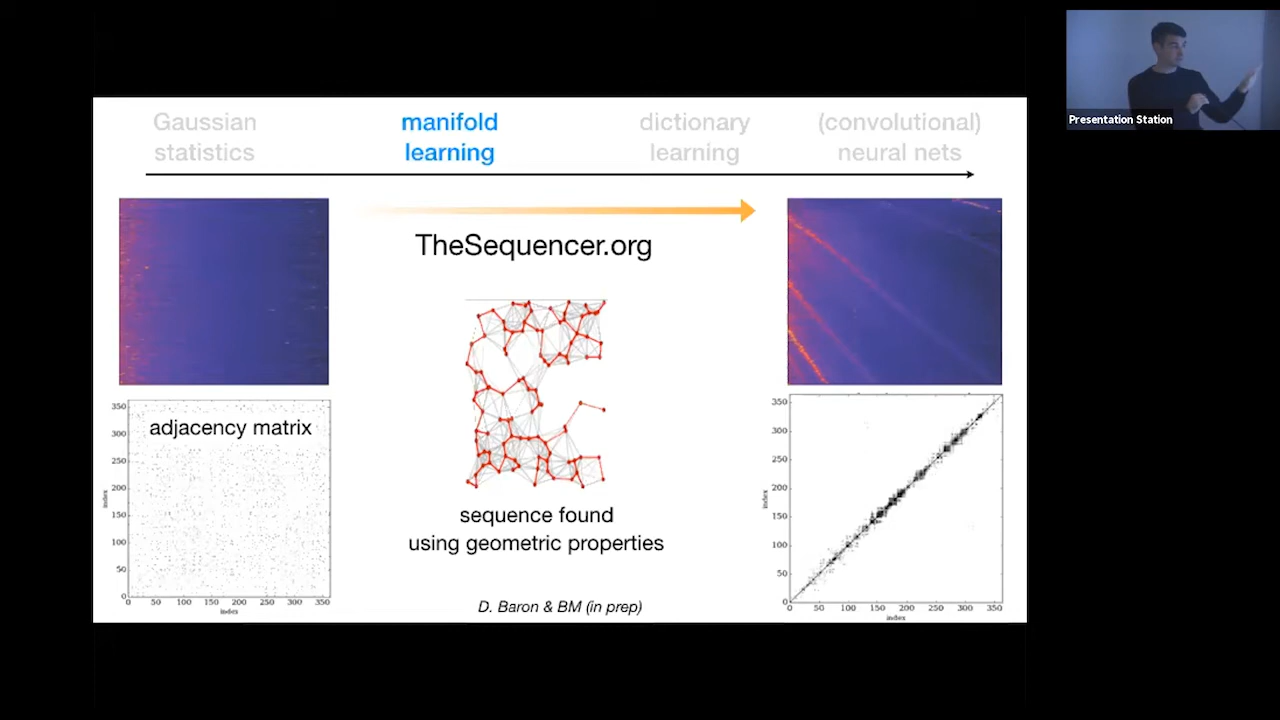 Presentation Station
Gaussian
statistics
manifold
learning
dictionary
learning
(convolutional)
neural nets
TheSequencer.org
adjacency matrix
350
300
250
200
150
100
50
0
index
0 50 100 150 200 250 300 350
index
sequence found
using geometric properties
D. Baron & BM (in prep)
350
300
250
200
150
100
50
0
index
0 50 100 150 200 250 300 350
index